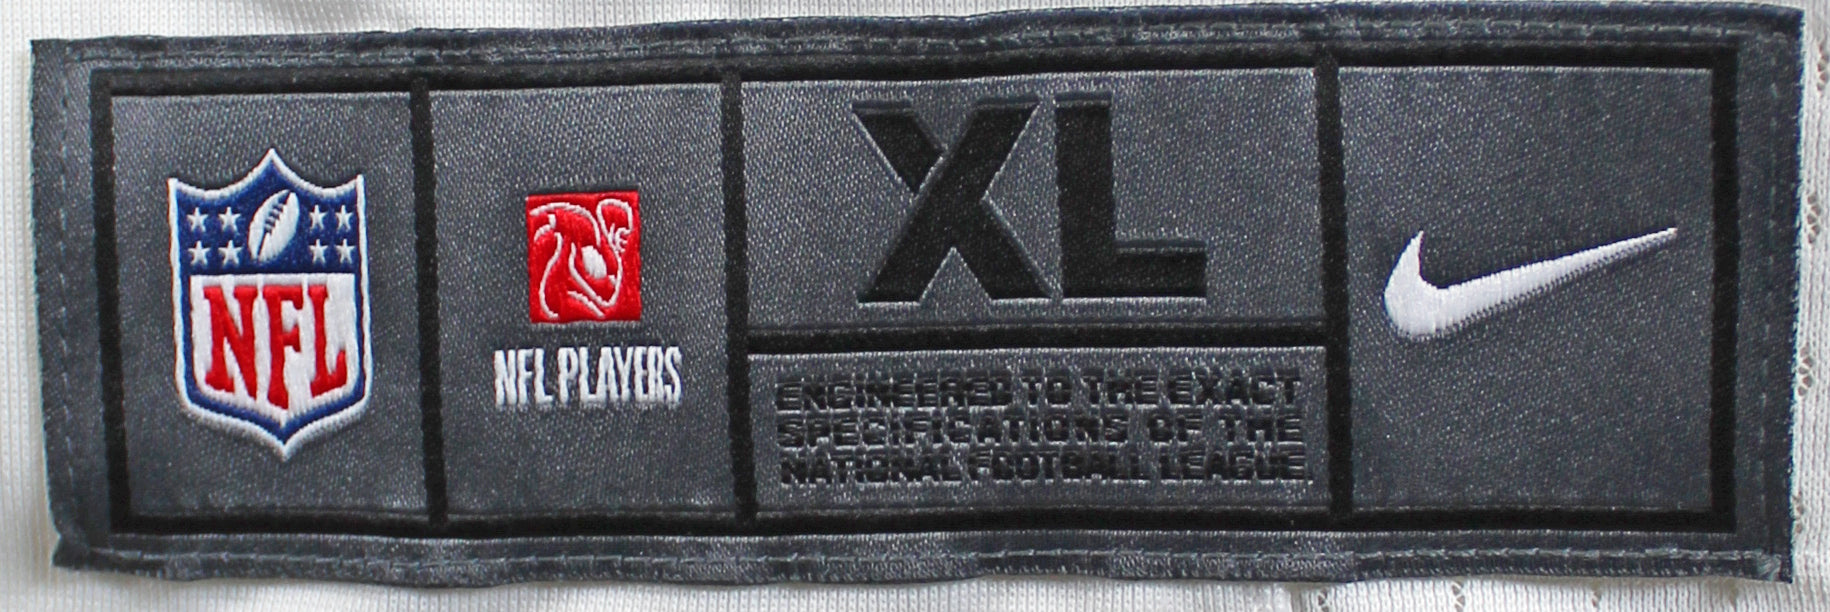 NFL
NFL PLAYERS
XL
ENGINEERED TO THE EXACT
SPECIFICATIONS OF THE
NATIONAL FOOTBALL LEAGUE.